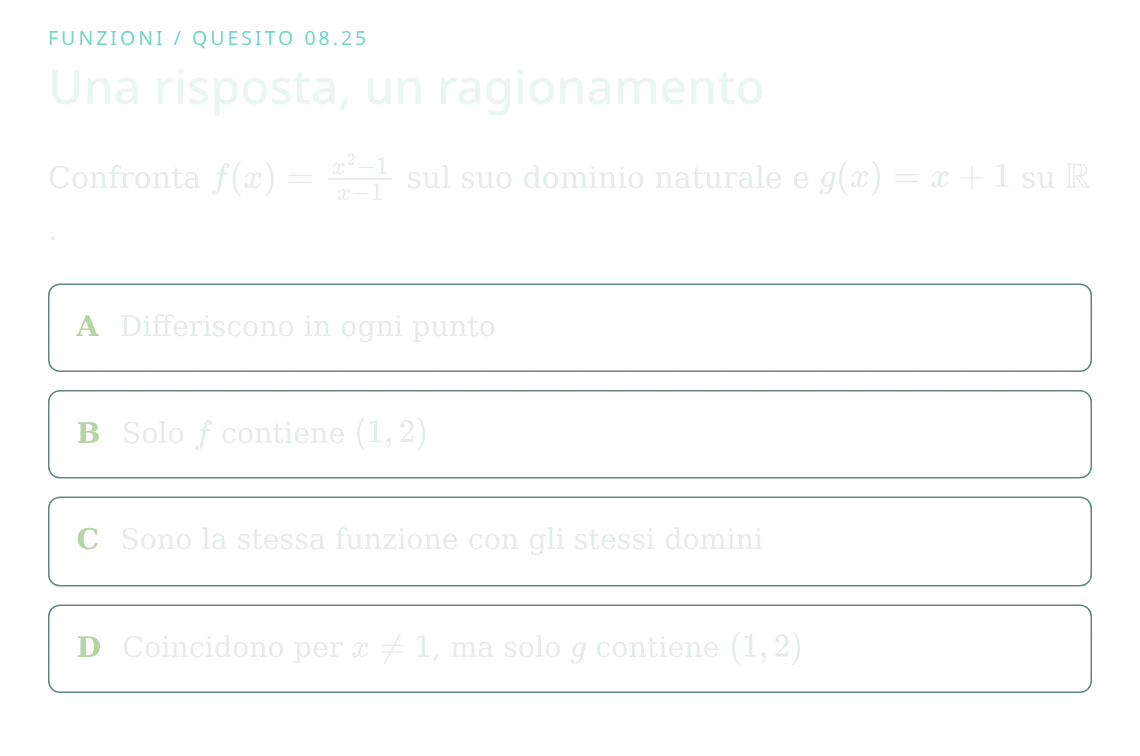 FUNZIONI / QUESITO 08.25
Una risposta, un ragionamento
Confronta f(x) = \frac{x^2-1}{x-1} sul suo dominio naturale e g(x) = x + 1 su ℝ
.
A Differiscono in ogni punto
B Solo f contiene (1, 2)
C Sono la stessa funzione con gli stessi domini
D Coincidono per x ≠ 1, ma solo g contiene (1, 2)